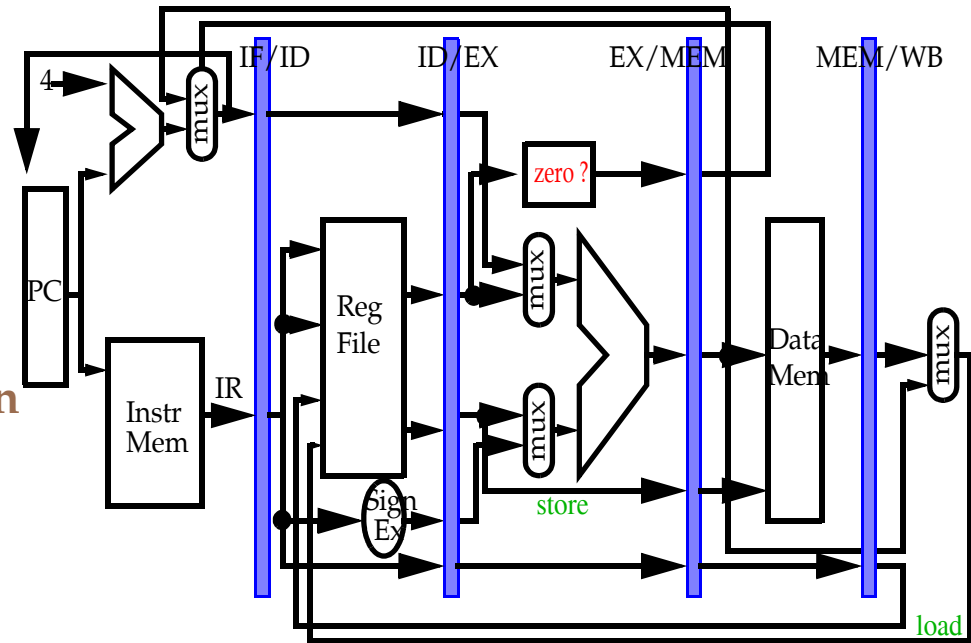 IF/ID
ID/EX
EX/MEM
MEM/WB
4
mux
zero ?
PC
Reg
File
mux
Data
Mem
mux
n
Instr
Mem
IR
mux
Sign
Ex
store
load